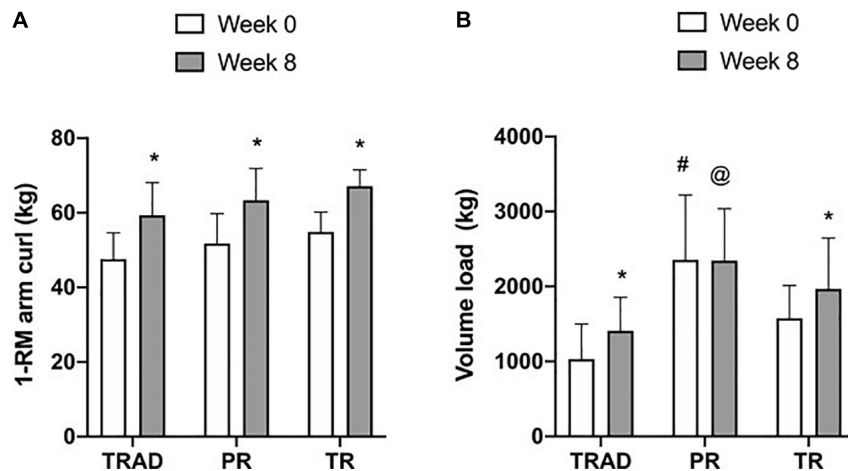 A
Week 0
Week 8
1-RM arm curl (kg)
80
60
40
20
0
* * *
TRAD PR TR
B
Week 0
Week 8
Volume load (kg)
4000
3000
2000
1000
0
* # @ *
TRAD PR TR